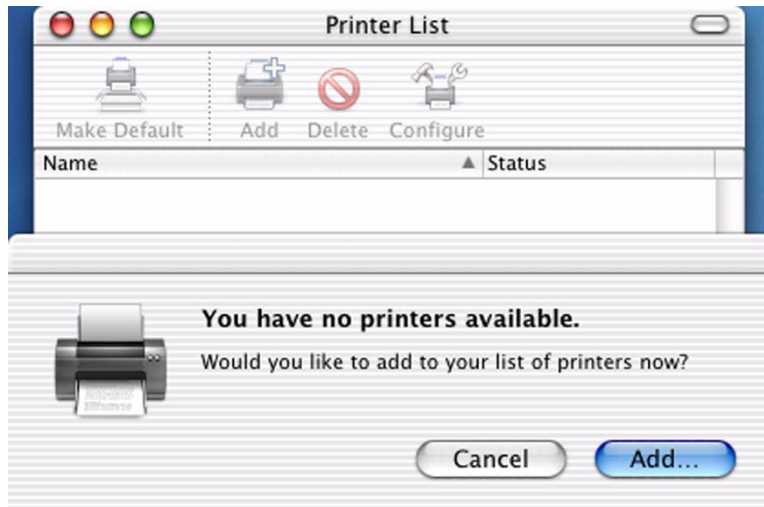 Printer List
Make Default Add Delete Configure
Name Status
You have no printers available.
Would you like to add to your list of printers now?
Cancel Add...